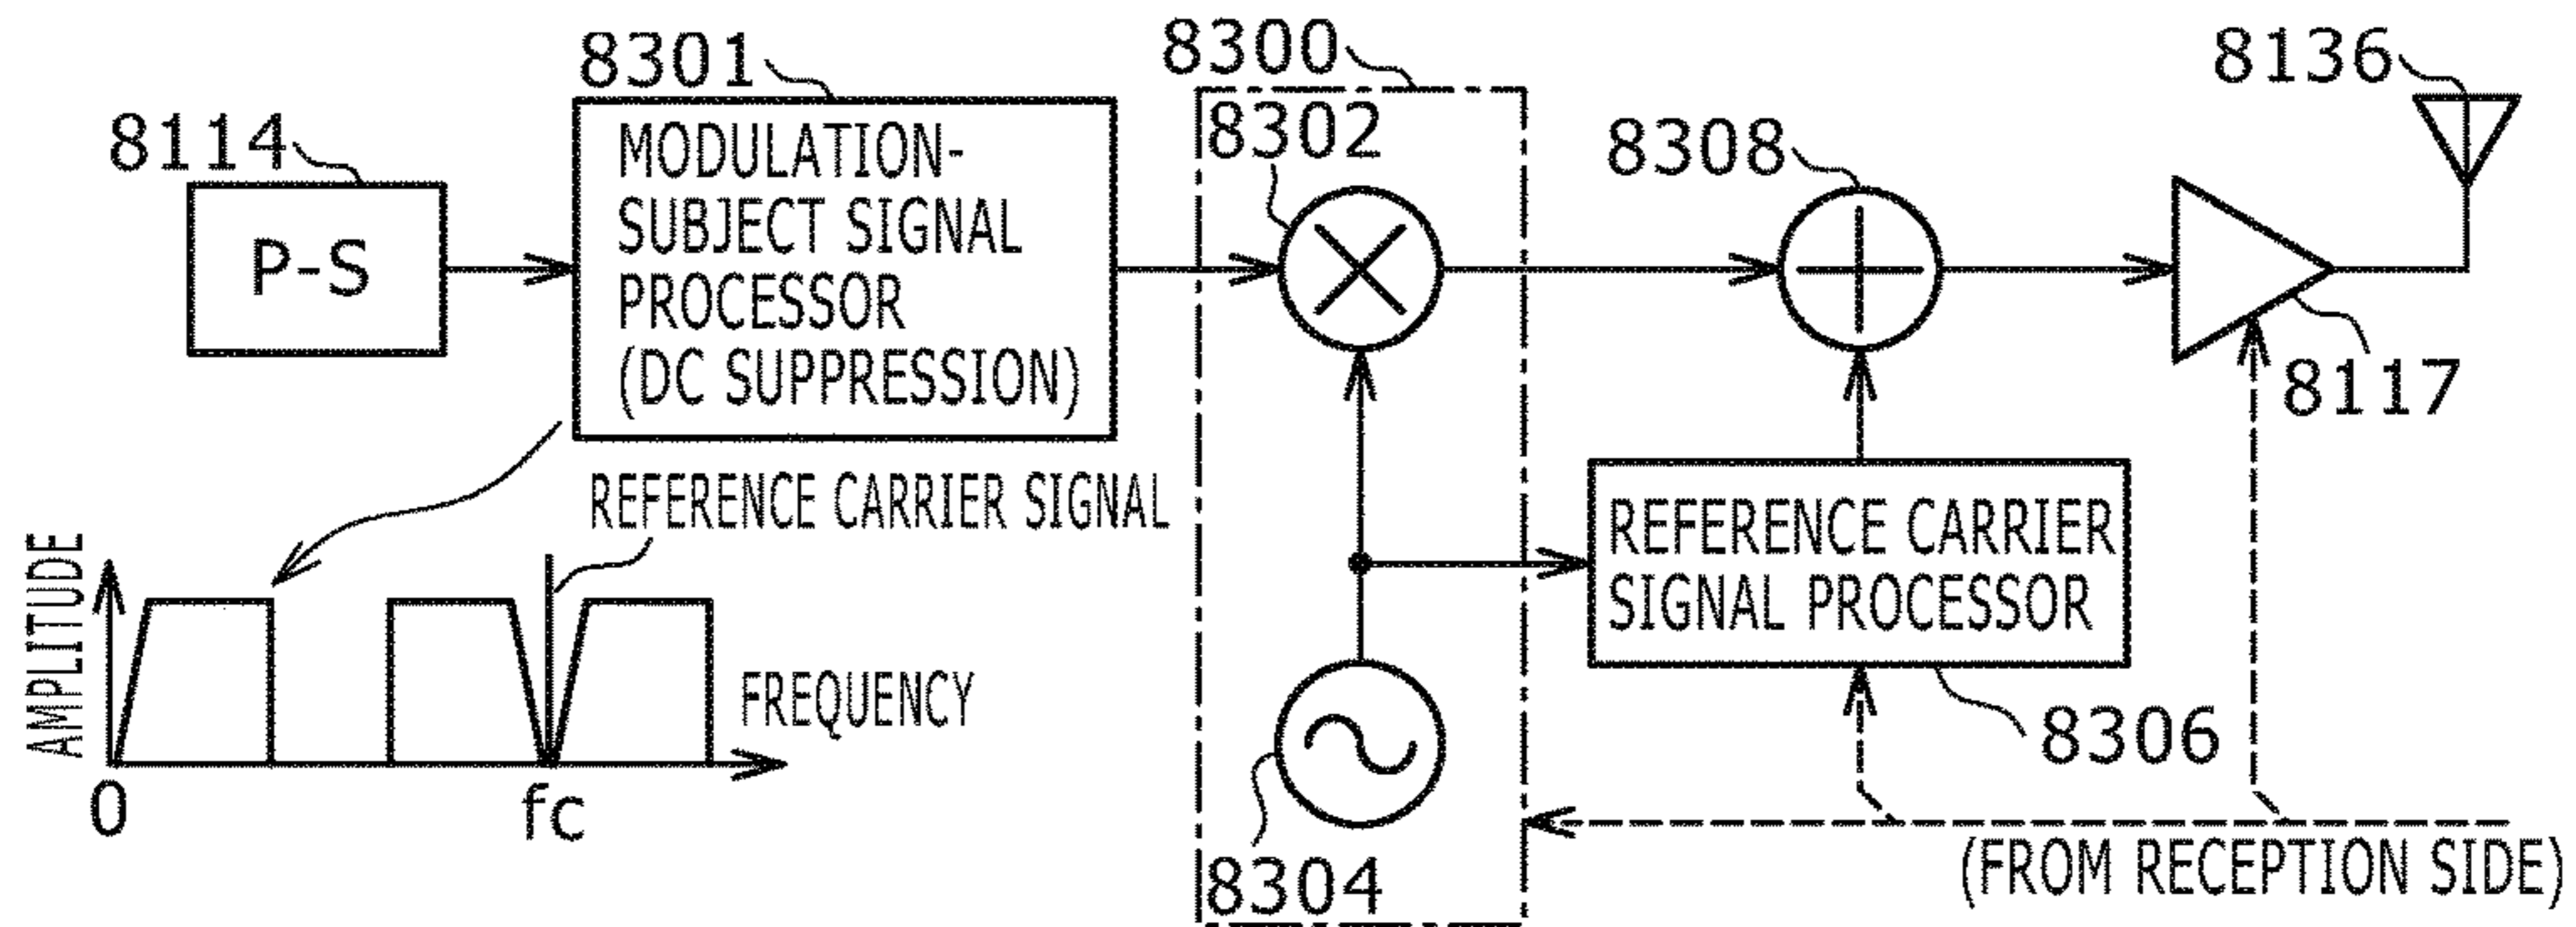 8301
8300
8136
8114
8302
8308
MODULATION-
SUBJECT SIGNAL
PROCESSOR
(DC SUPPRESSION)
P-S
8117
REFERENCE CARRIER SIGNAL
REFERENCE CARRIER
SIGNAL PROCESSOR
AMPLITUDE
FREQUENCY
8306
0
fc
8304
(FROM RECEPTION SIDE)